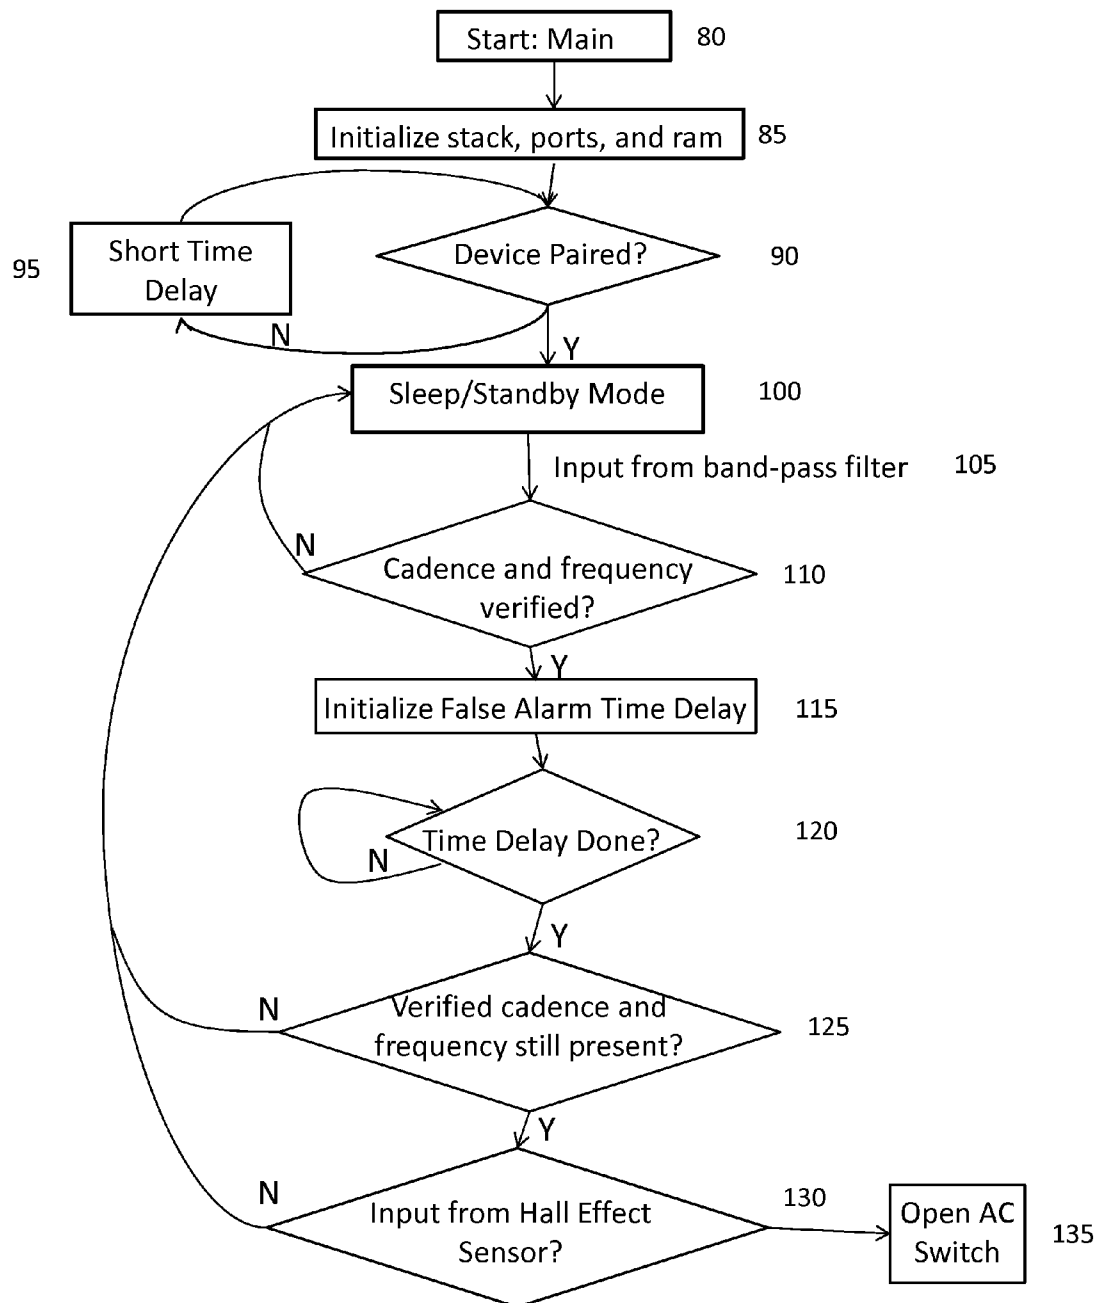 Start: Main
80
Initialize stack, ports, and ram
85
Device Paired?
90
Short Time
Delay
95
N
Y
Sleep/Standby Mode
100
Input from band-pass filter
105
N
Cadence and frequency
verified?
110
Y
Initialize False Alarm Time Delay
115
Time Delay Done?
120
N
Y
N
Verified cadence and
frequency still present?
125
Y
N
Input from Hall Effect
Sensor?
130
Open AC
Switch
135